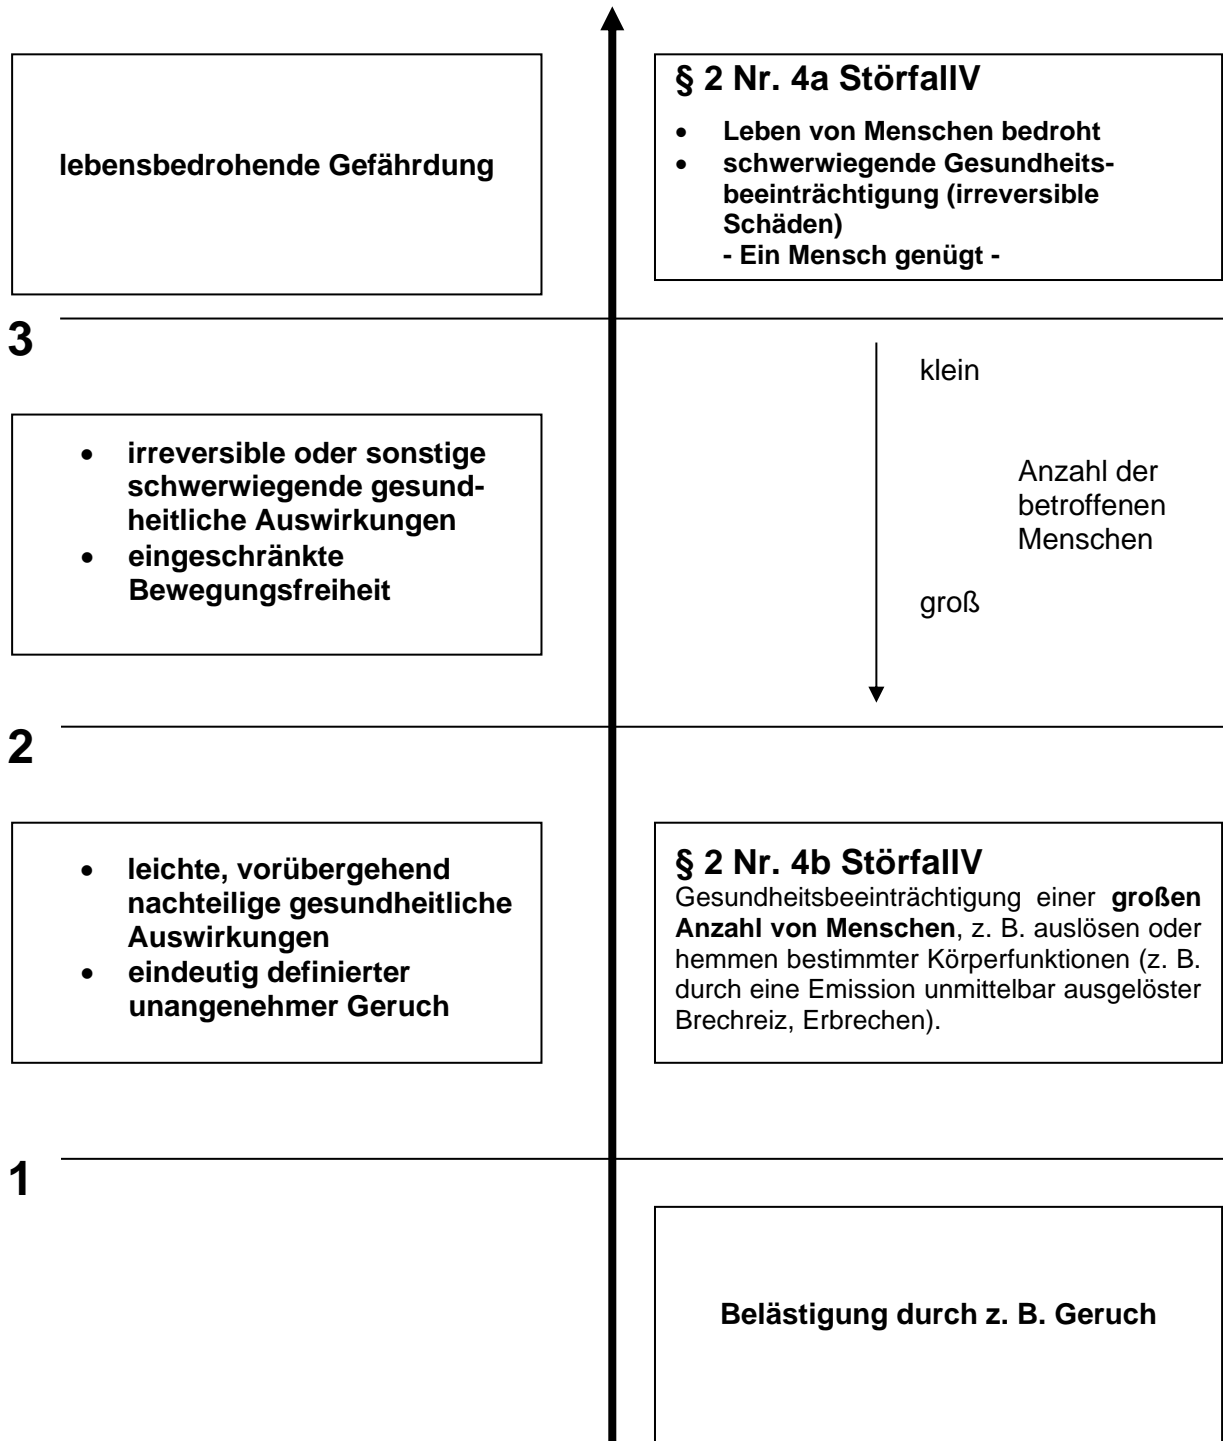 lebensbedrohende Gefährdung
§ 2 Nr. 4a StörfallV
• Leben von Menschen bedroht
• schwerwiegende Gesundheits-
beeinträchtigung (irreversible
Schäden)
- Ein Mensch genügt -
3
klein
• irreversible oder sonstige
schwerwiegende gesund-
heitliche Auswirkungen
• eingeschränkte
Bewegungsfreiheit
Anzahl der
betroffenen
Menschen
groß
2
• leichte, vorübergehend
nachteilige gesundheitliche
Auswirkungen
• eindeutig definierter
unangenehmer Geruch
§ 2 Nr. 4b StörfallV
Gesundheitsbeeinträchtigung einer großen
Anzahl von Menschen, z. B. auslösen oder
hemmen bestimmter Körperfunktionen (z. B.
durch eine Emission unmittelbar ausgelöster
Brechreiz, Erbrechen).
1
Belästigung durch z. B. Geruch